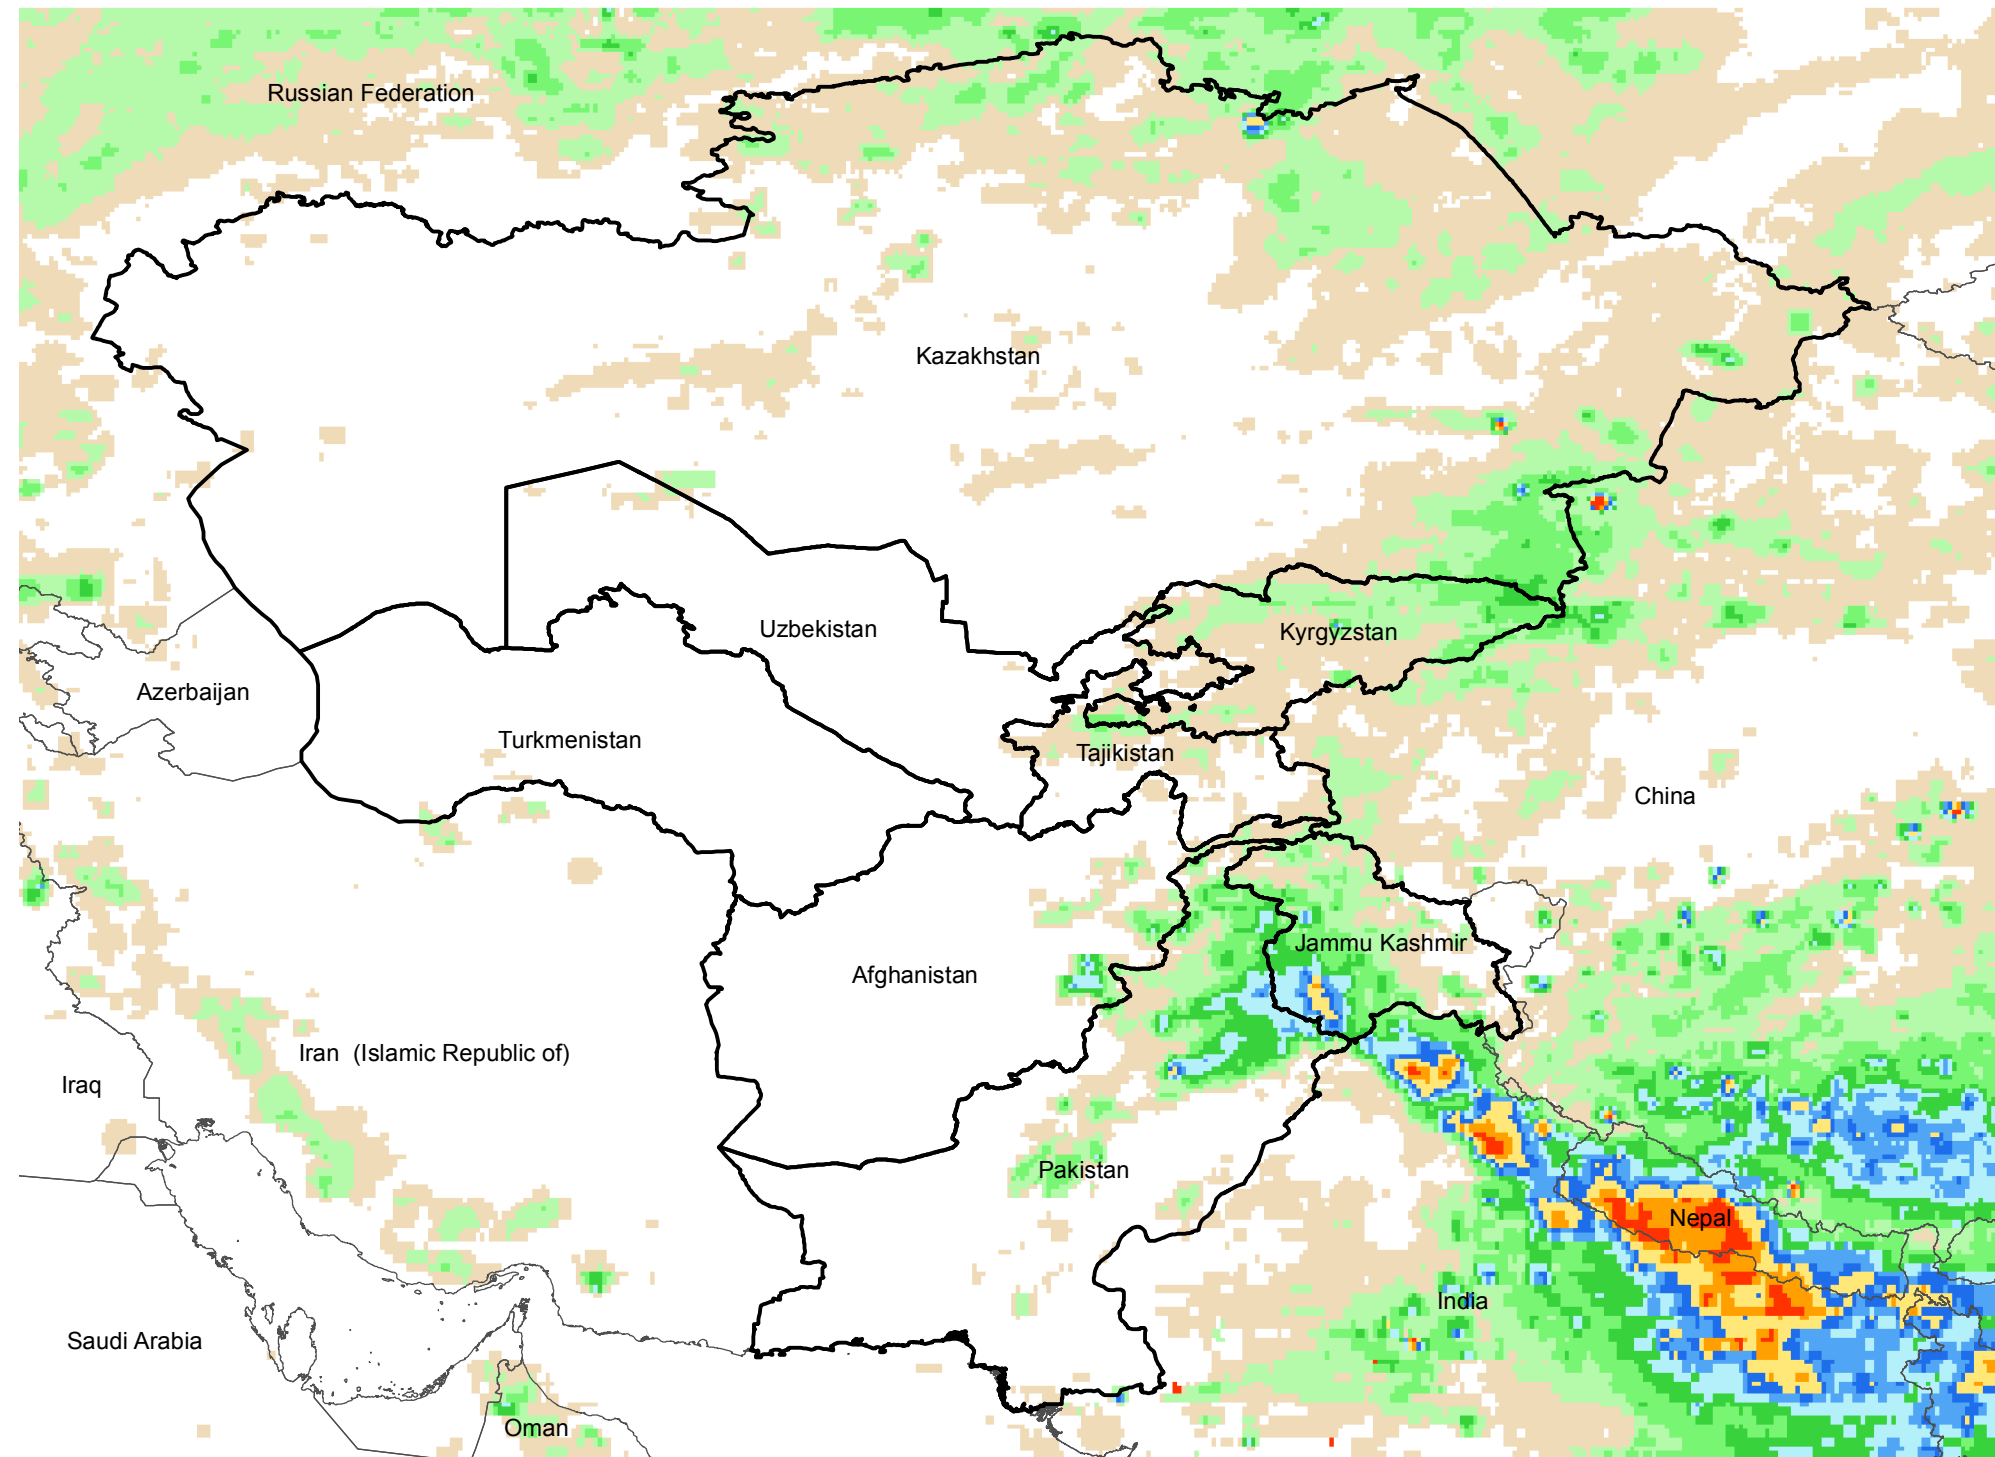 Russian Federation
Kazakhstan
Uzbekistan
Kyrgyzstan
Azerbaijan
Turkmenistan
Tajikistan
China
Jammu Kashmir
Afghanistan
Iran  (Islamic Republic of)
Iraq
Pakistan
Nepal
India
Saudi Arabia
Oman